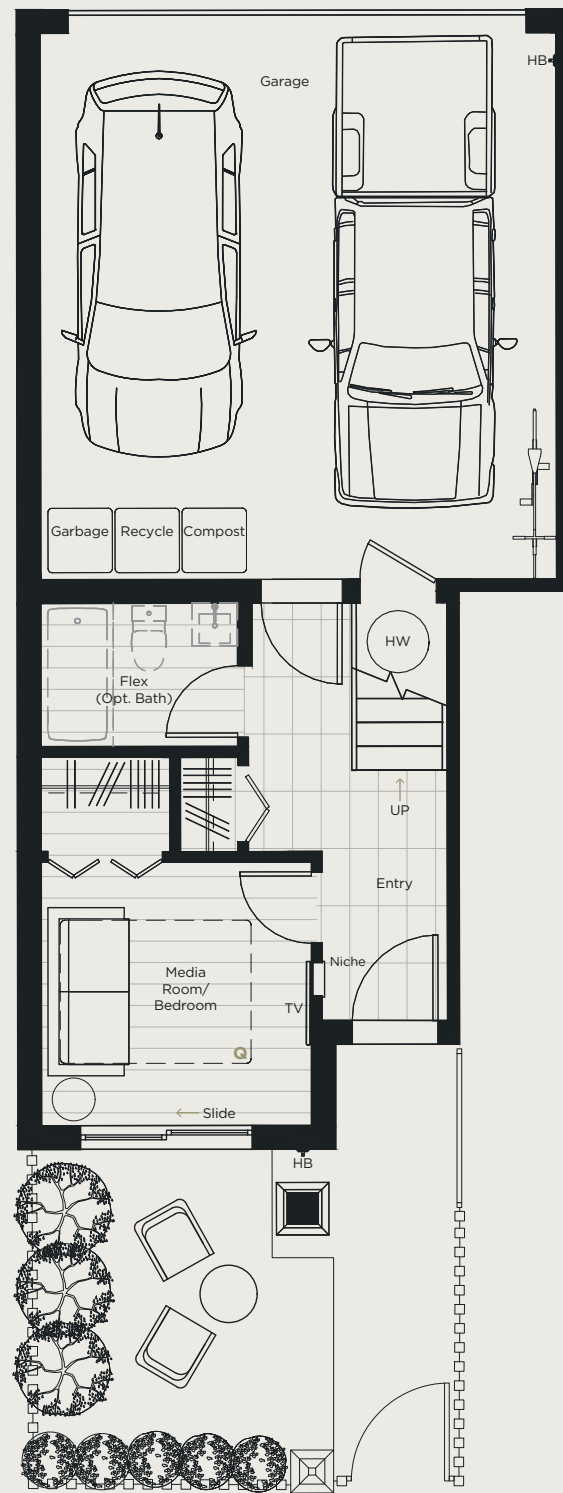 HB
Garage
Garbage
Recycle
Compost
HW
Flex
(Opt. Bath)
UP
Entry
Niche
Media
Room/
Bedroom
TV
Q
Slide
HB